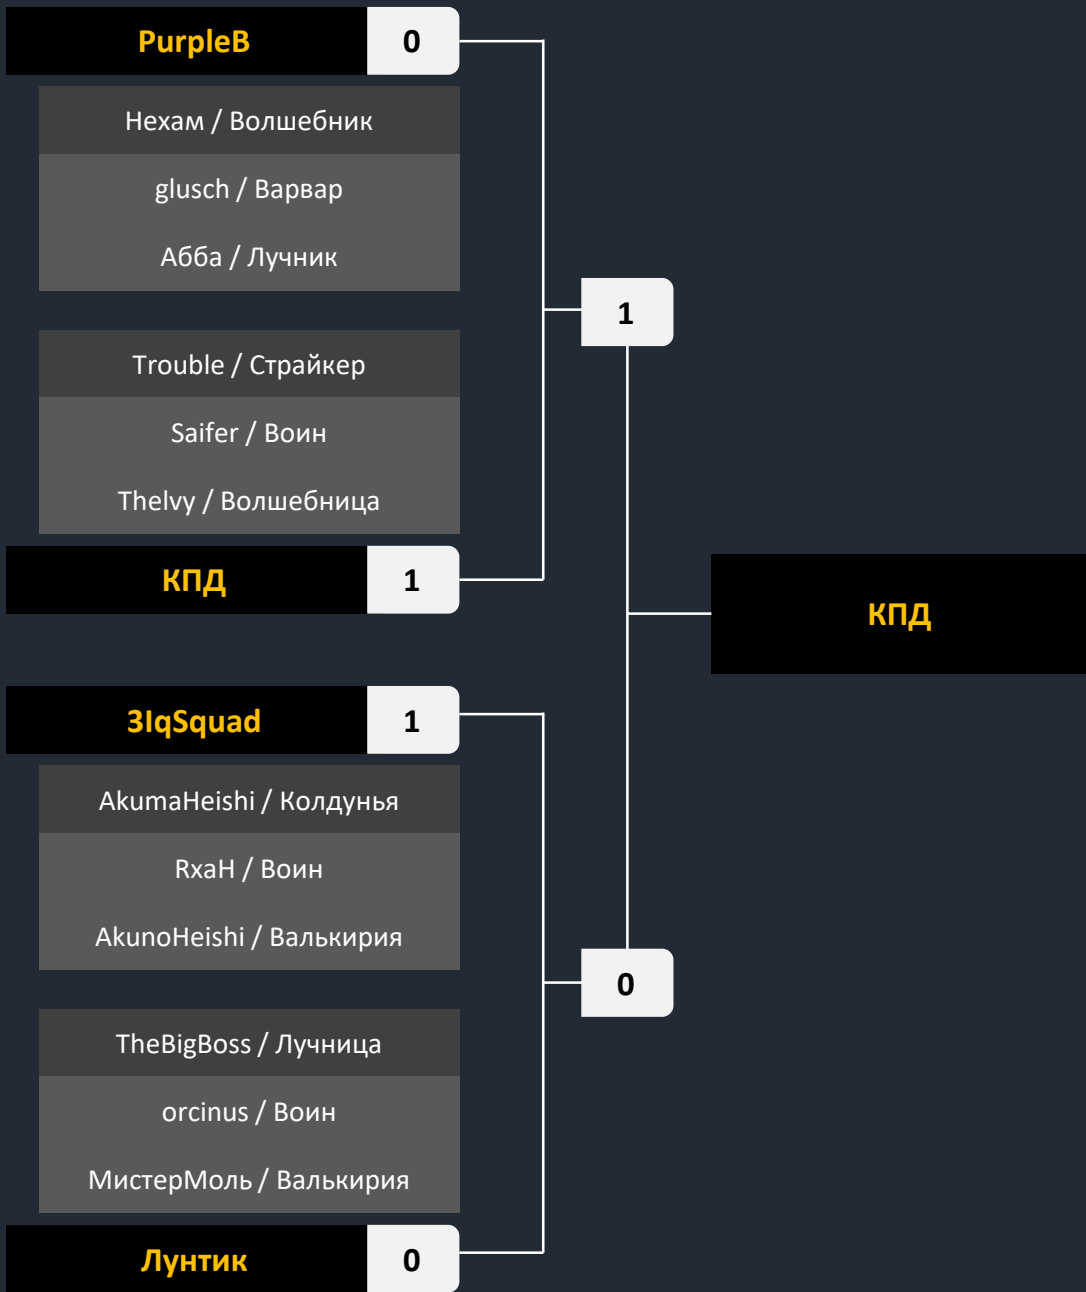 PurpleB 0
Нехам / Волшебник
glusch / Варвар
Абба / Лучник
1
Trouble / Страйкер
Saifer / Воин
Thelvy / Волшебница
КПД 1
КПД
3IqSquad 1
AkumaHeishi / Колдунья
RxaH / Воин
AkunoHeishi / Валькирия
0
TheBigBoss / Лучница
orcinus / Воин
МистерМоль / Валькирия
Лунтик 0